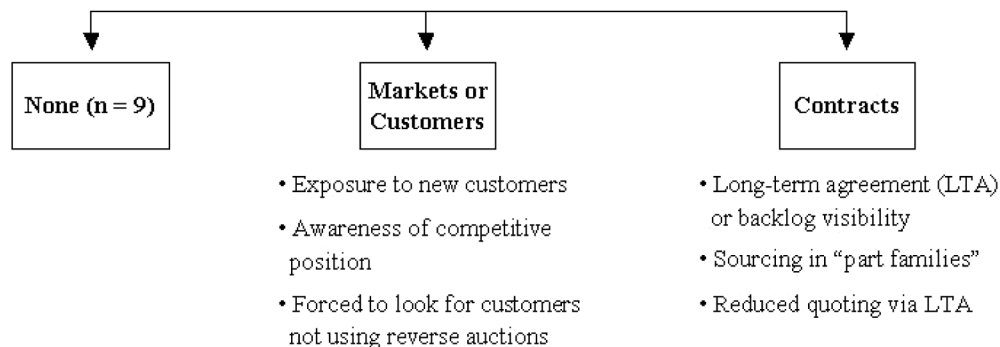 None (n = 9)
Markets or
Customers
Contracts
• Exposure to new customers
• Awareness of competitive
position
• Forced to look for customers
not using reverse auctions
• Long-term agreement (LTA)
or backlog visibility
• Sourcing in “part families”
• Reduced quoting via LTA